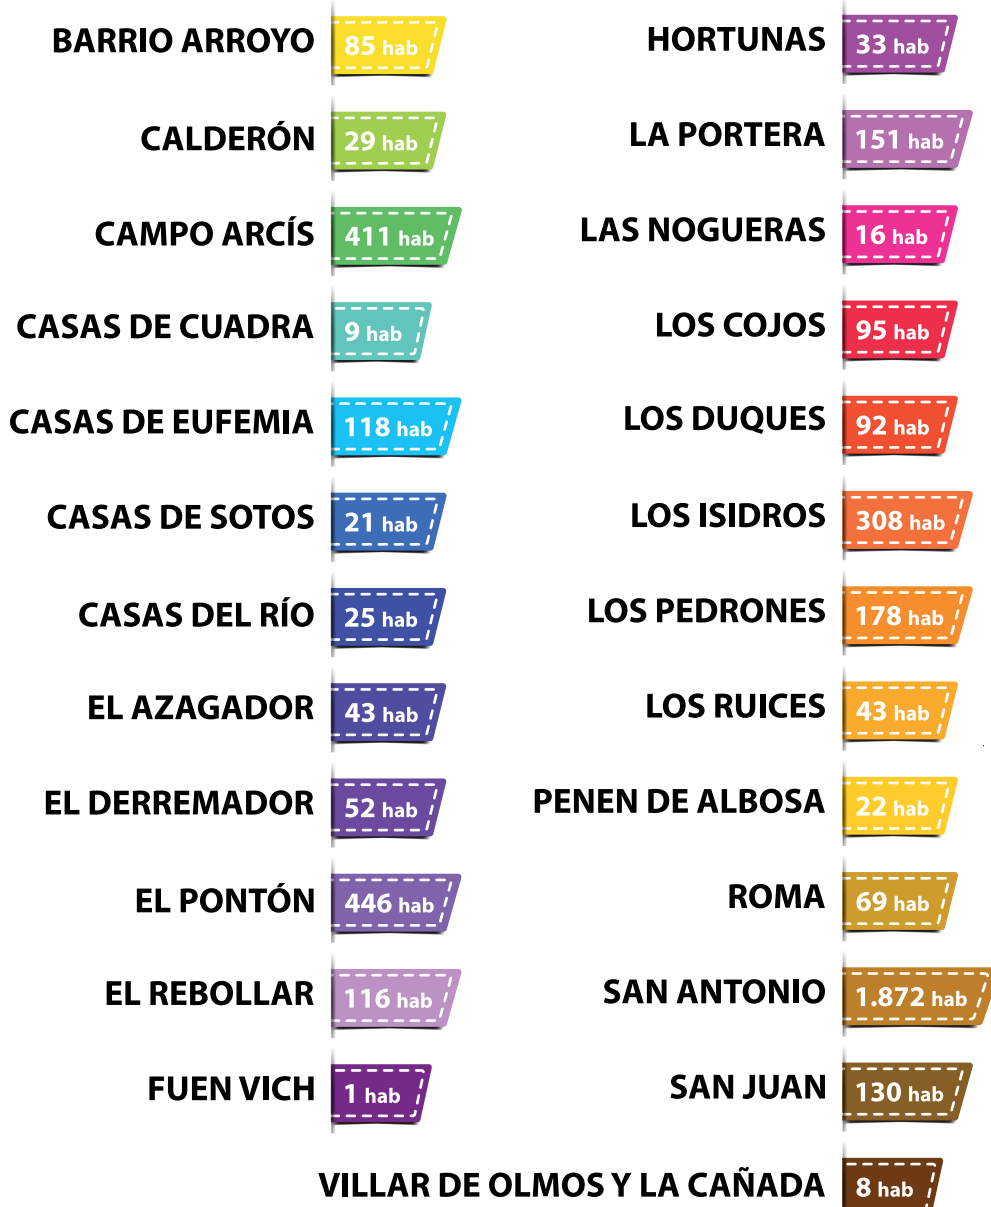 BARRIO ARROYO 85 hab
CALDERÓN 29 hab
CAMPO ARCÍS 411 hab
CASAS DE CUADRA 9 hab
CASAS DE EUFEMIA 118 hab
CASAS DE SOTOS 21 hab
CASAS DEL RÍO 25 hab
EL AZAGADOR 43 hab
EL DERREMADOR 52 hab
EL PONTÓN 446 hab
EL REBOLLAR 116 hab
FUEN VICH 1 hab
HORTUNAS 33 hab
LA PORTERA 151 hab
LAS NOGUERAS 16 hab
LOS COJOS 95 hab
LOS DUQUES 92 hab
LOS ISIDROS 308 hab
LOS PEDRONES 178 hab
LOS RUICES 43 hab
PENEN DE ALBOSA 22 hab
ROMA 69 hab
SAN ANTONIO 1.872 hab
SAN JUAN 130 hab
VILLAR DE OLMOS Y LA CAÑADA 8 hab